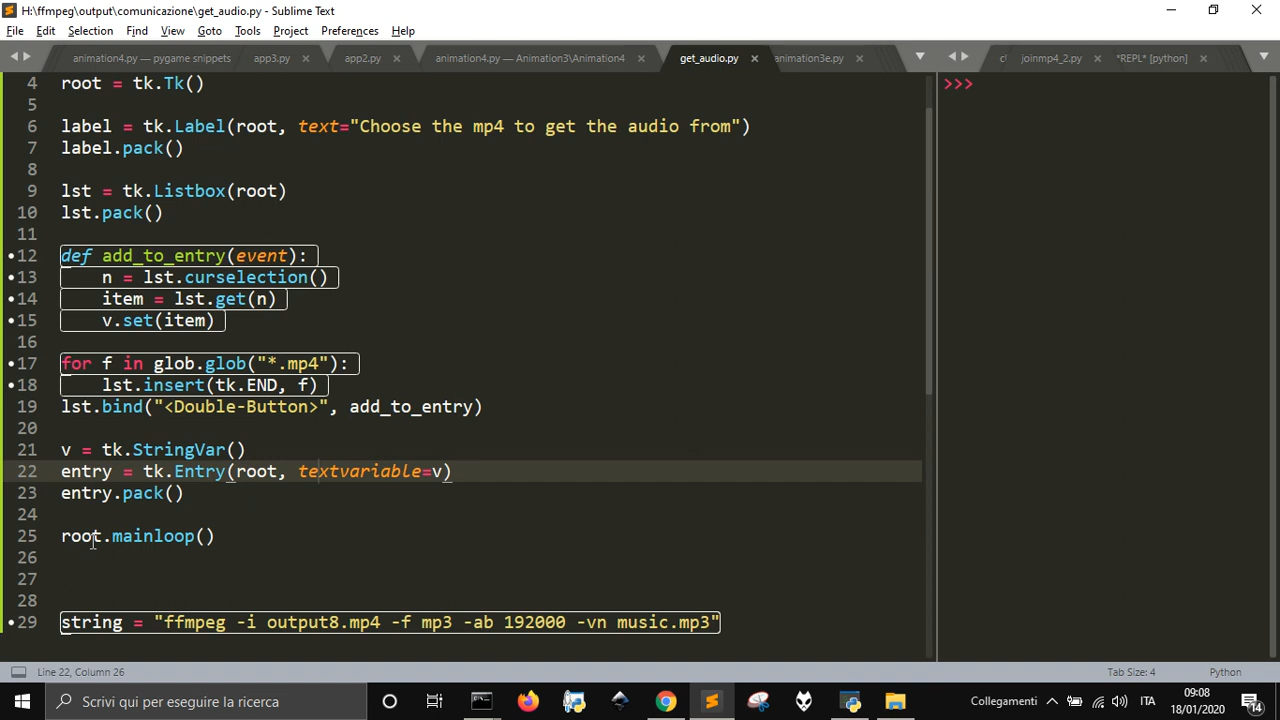 H:\ffmpeg\output\comunicazione\get_audio.py - Sublime Text
File Edit Selection Find View Goto Tools Project Preferences Help
animation4.py — pygame snippets app3.py app2.py animation4.py — Animation3\Animation4 get_audio.py animation3e.py joinmp4_2.py *REPL* [python]
4 root = tk.Tk() >>>
5
6 label = tk.Label(root, text="Choose the mp4 to get the audio from")
7 label.pack()
8
9 lst = tk.Listbox(root)
10 lst.pack()
11
12 def add_to_entry(event):
13 n = lst.curselection()
14 item = lst.get(n)
15 v.set(item)
16
17 for f in glob.glob("*.mp4"):
18 lst.insert(tk.END, f)
19 lst.bind("<Double-Button>", add_to_entry)
20
21 v = tk.StringVar()
22 entry = tk.Entry(root, textvariable=v)
23 entry.pack()
24
25 root.mainloop()
26
27
28
29 string = "ffmpeg -i output8.mp4 -f mp3 -ab 192000 -vn music.mp3"
Line 22, Column 26 Tab Size: 4 Python
Scrivi qui per eseguire la ricerca Collegamenti ITA 09:08
18/01/2020 14